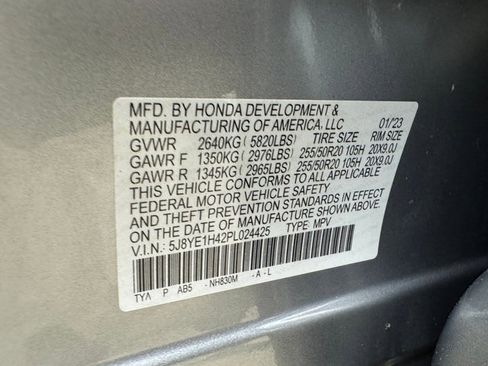 MFD. BY HONDA DEVELOPMENT &
MANUFACTURING OF AMERICA, LLC 01/23
GVWR 2640KG ( 5820LBS) TIRE SIZE RIM SIZE
GAWR F 1350KG ( 2976LBS) 255/50R20 105H 20X9.0J
GAWR R 1345KG ( 2965LBS) 255/50R20 105H 20X9.0J
THIS VEHICLE CONFORMS TO ALL APPLICABLE
FEDERAL MOTOR VEHICLE SAFETY
AND THEFT PREVENTION STANDARDS IN EFFECT
ON THE DATE OF MANUFACTURE SHOWN ABOVE.
V.I.N.: 5J8YE1H42PL024425 TYPE: MPV
TYA P AB5 -NH830M -A-L